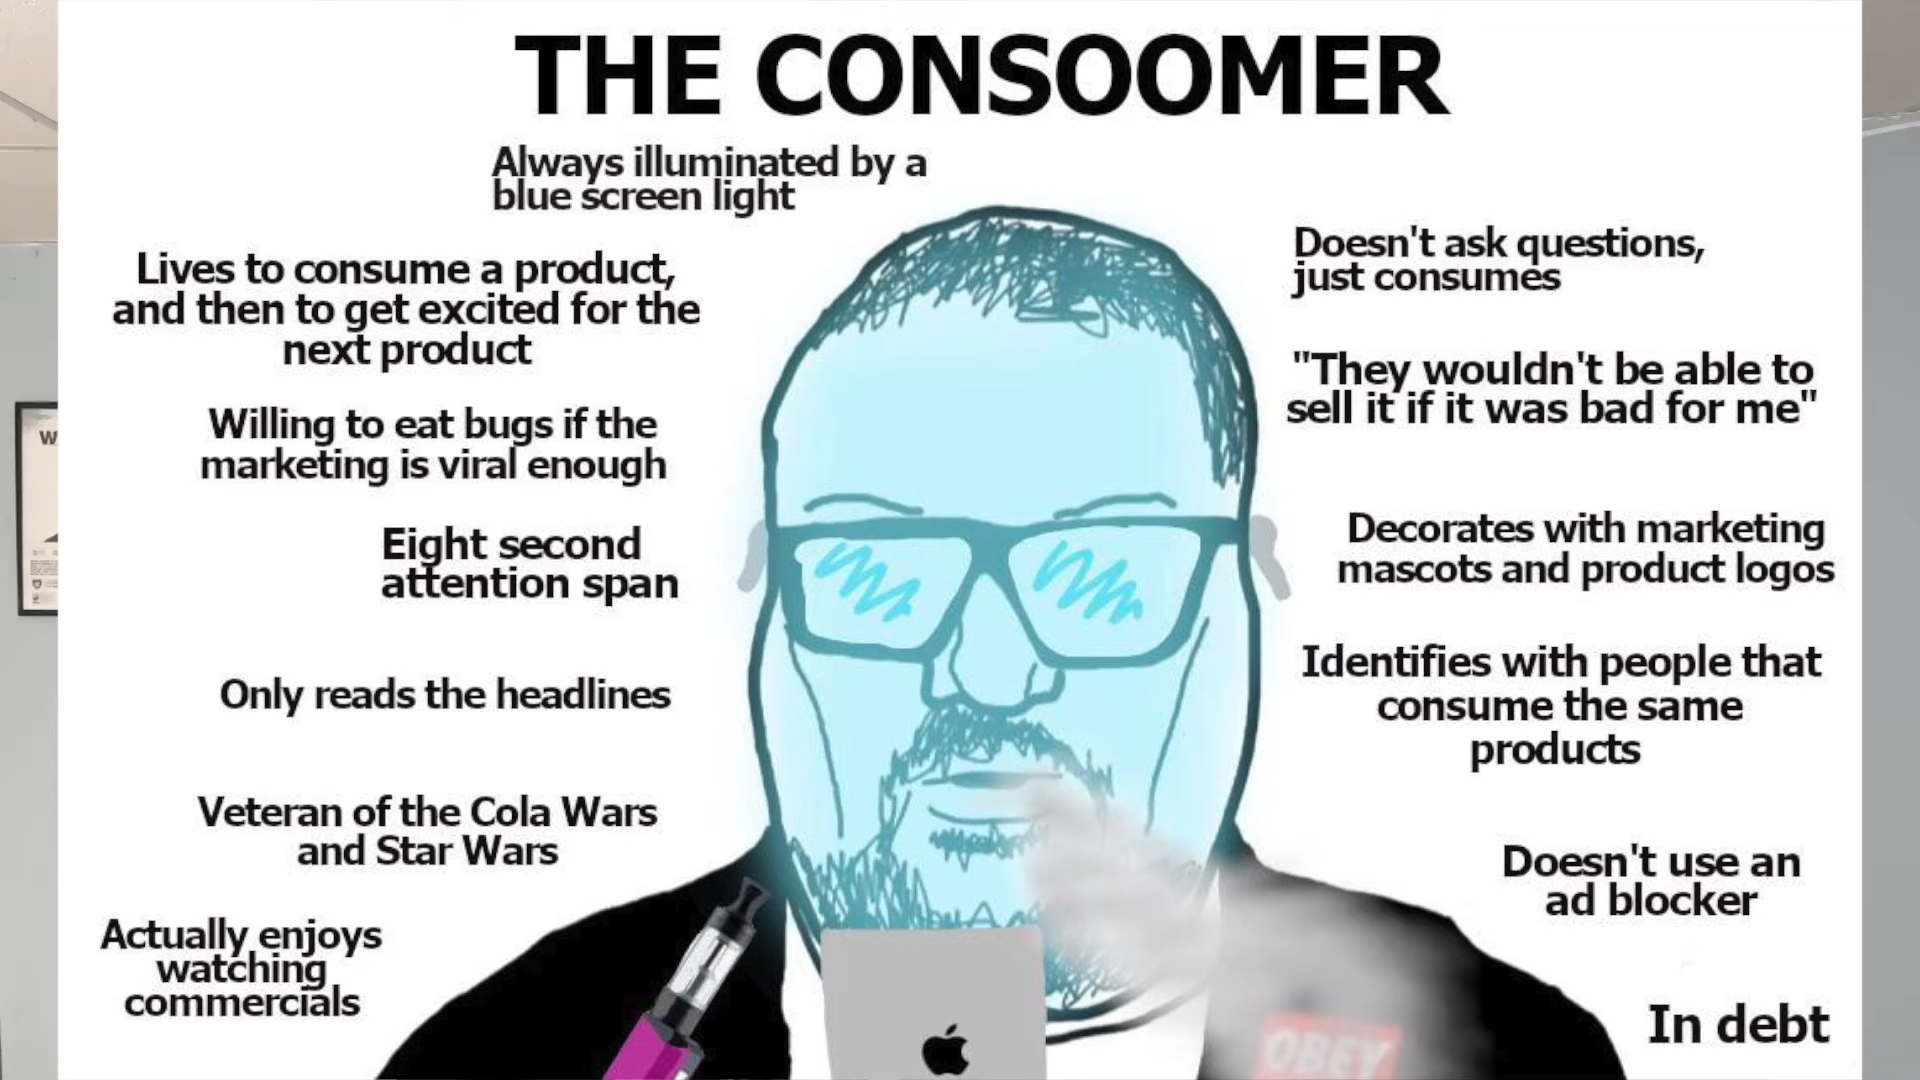 THE CONSOOMER
Always illuminated by a
blue screen light
Lives to consume a product,
and then to get excited for the
next product
Willing to eat bugs if the
marketing is viral enough
Eight second
attention span
Only reads the headlines
Veteran of the Cola Wars
and Star Wars
Actually enjoys
watching
commercials
Doesn't ask questions,
just consumes
"They wouldn't be able to
sell it if it was bad for me"
Decorates with marketing
mascots and product logos
Identifies with people that
consume the same
products
Doesn't use an
ad blocker
In debt
OBEY
W